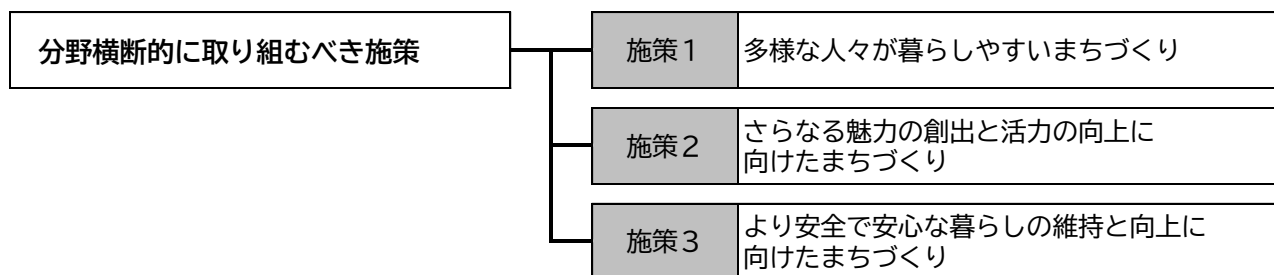 分野横断的に取り組むべき施策
施策1
多様な人々が暮らしやすいまちづくり
施策2
さらなる魅力の創出と活力の向上に
向けたまちづくり
施策3
より安全で安心な暮らしの維持と向上に
向けたまちづくり